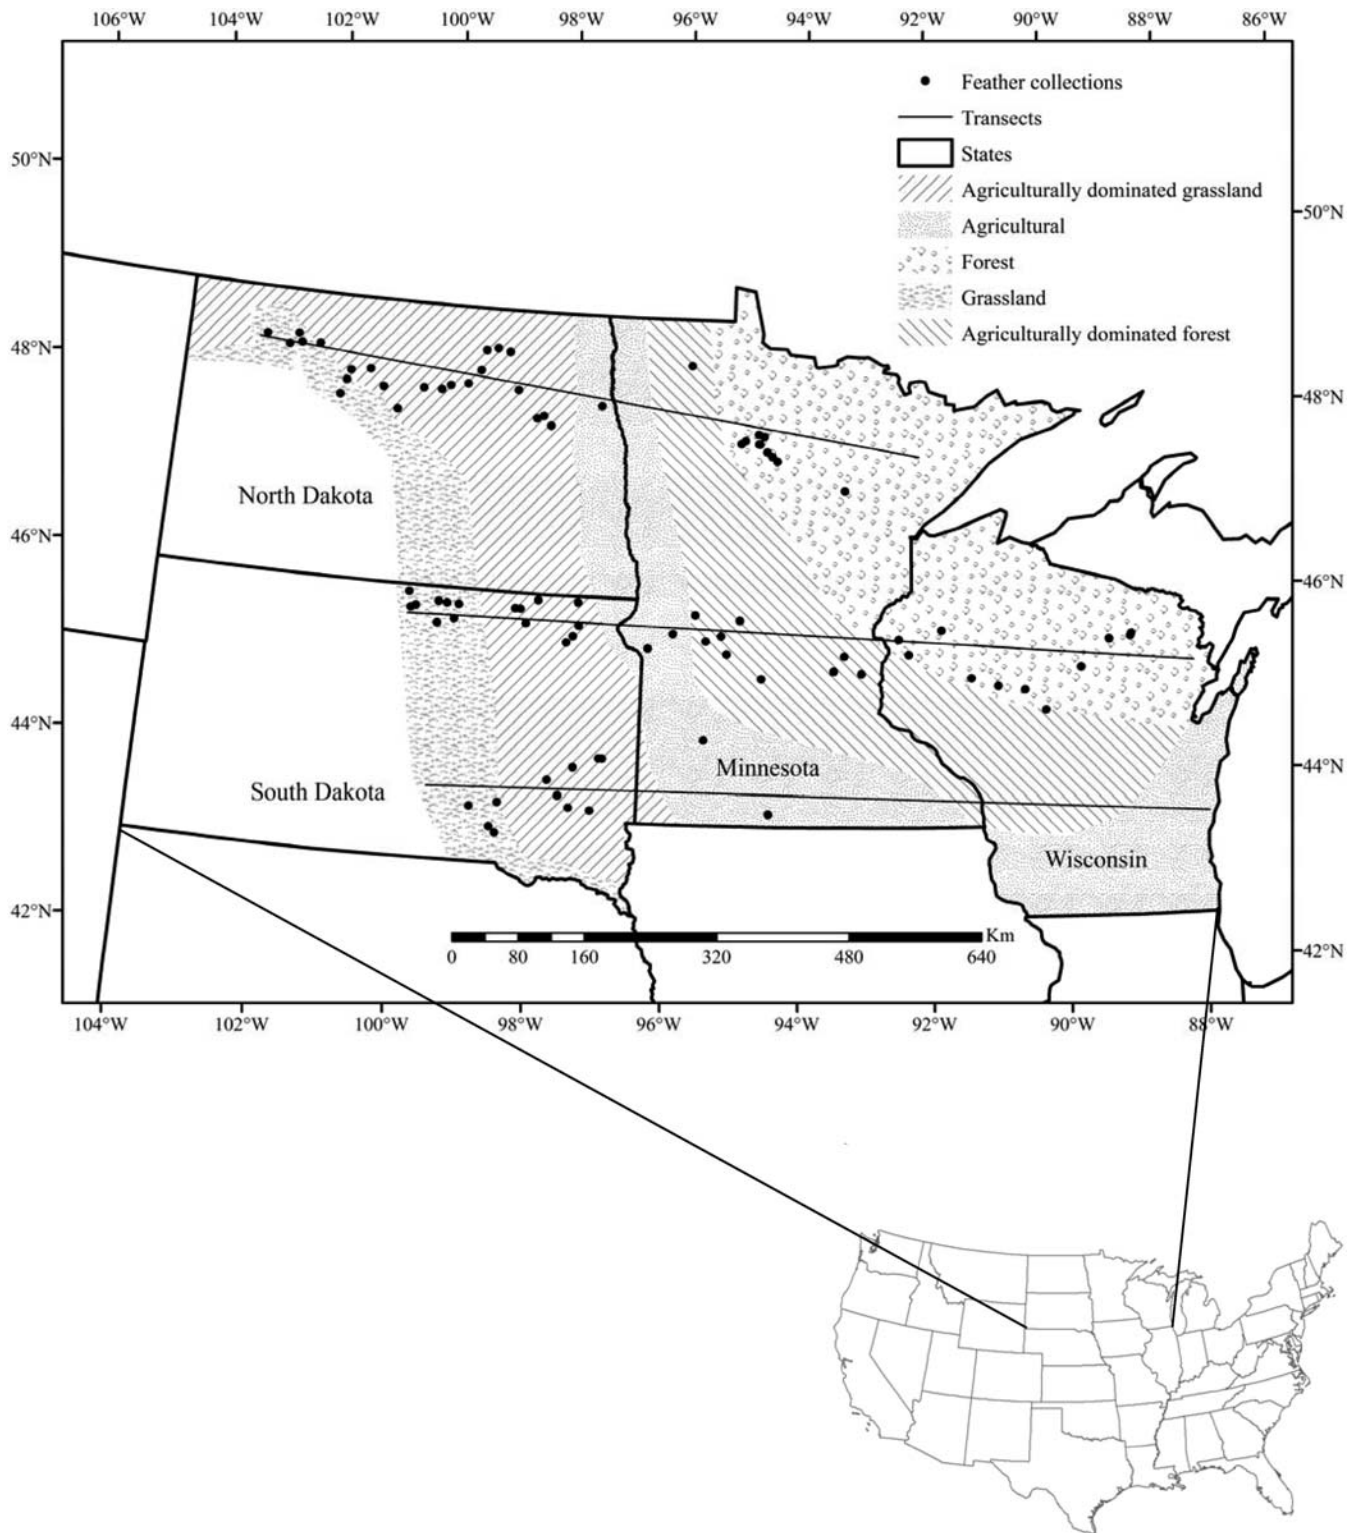 106°W 104°W 102°W 100°W 98°W 96°W 94°W 92°W 90°W 88°W 86°W
Feather collections
Transects
States
Agriculturally dominated grassland
Agricultural
Forest
Grassland
Agriculturally dominated forest
50°N
50°N
48°N
48°N
North Dakota
46°N
46°N
44°N
44°N
Minnesota
South Dakota
Wisconsin
42°N
42°N
Km
0 80 160 320 480 640
104°W 102°W 100°W 98°W 96°W 94°W 92°W 90°W 88°W